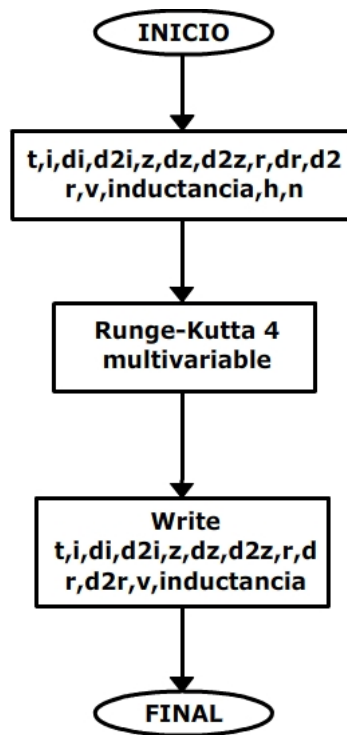 INICIO
t,i,di,d2i,z,dz,d2z,r,dr,d2
r,v,inductancia,h,n
Runge-Kutta 4
multivariable
Write
t,i,di,d2i,z,dz,d2z,r,d
r,d2r,v,inductancia
FINAL